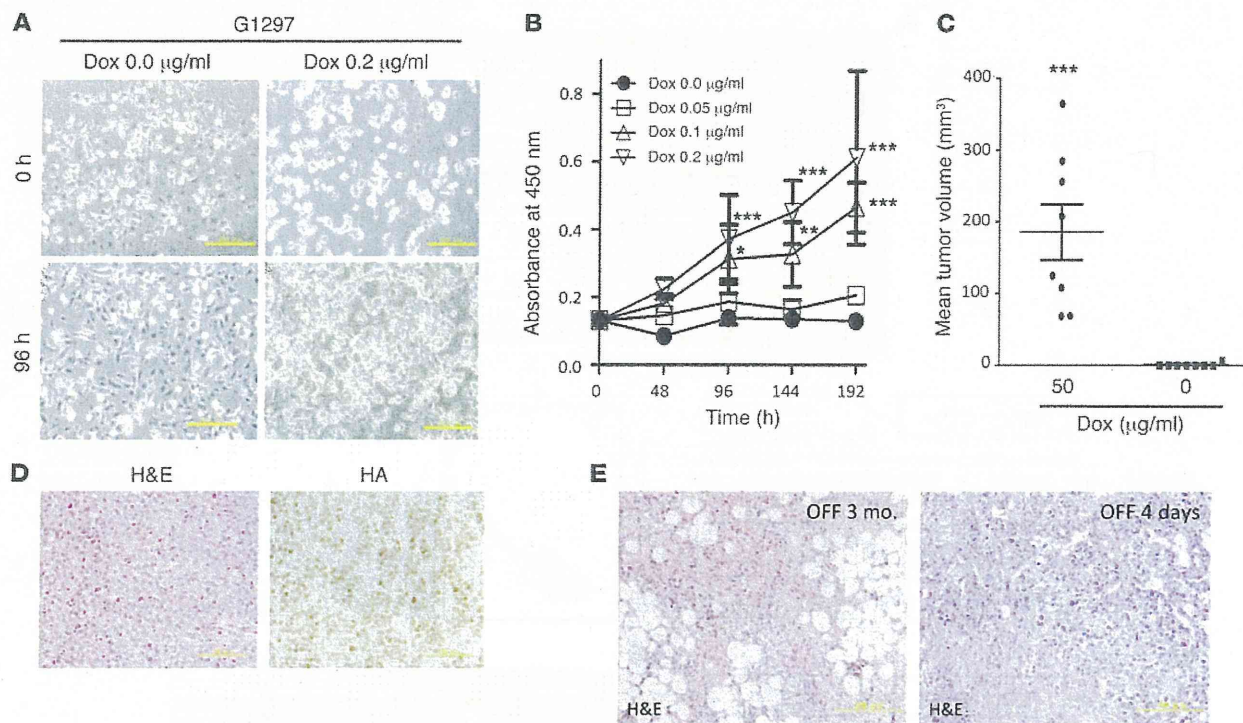 A
G1297
Dox 0.0 μg/ml
Dox 0.2 μg/ml
0 h
96 h
B
Absorbance at 450 nm
0.8
0.6
0.4
0.2
0.0
Dox 0.0 μg/ml
Dox 0.05 μg/ml
Dox 0.1 μg/ml
Dox 0.2 μg/ml
***
***
***
***
**
*
0
48
96
144
192
Time (h)
C
Mean tumor volume (mm³)
400
300
200
100
0
***
50
0
Dox (μg/ml)
D
H&E
HA
E
OFF 3 mo.
H&E
OFF 4 days
H&E